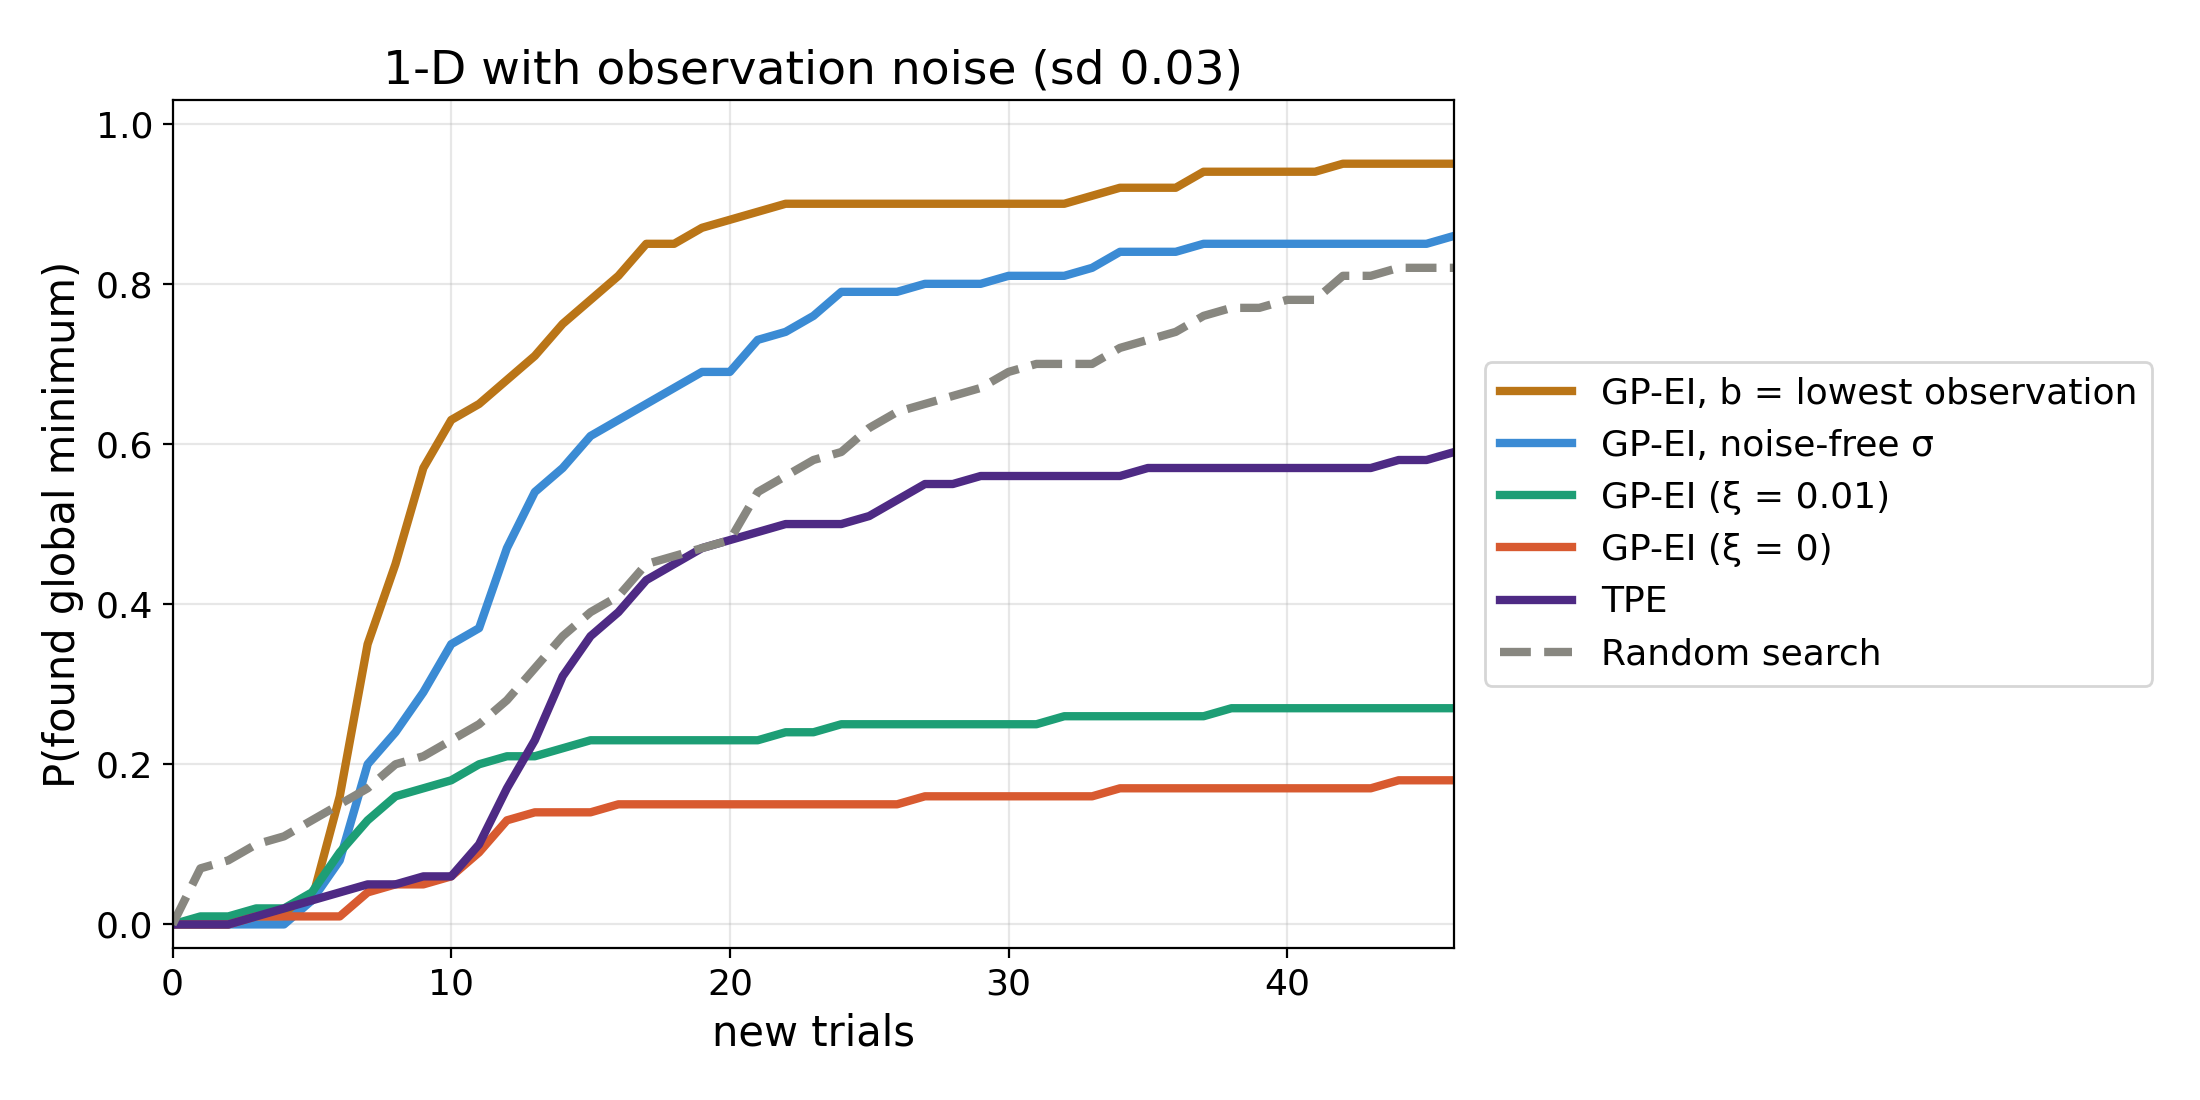 1-D with observation noise (sd 0.03)
P(found global minimum)
1.0
0.8
0.6
0.4
0.2
0.0
0 10 20 30 40
new trials
GP-EI, b = lowest observation
GP-EI, noise-free σ
GP-EI (ξ = 0.01)
GP-EI (ξ = 0)
TPE
Random search